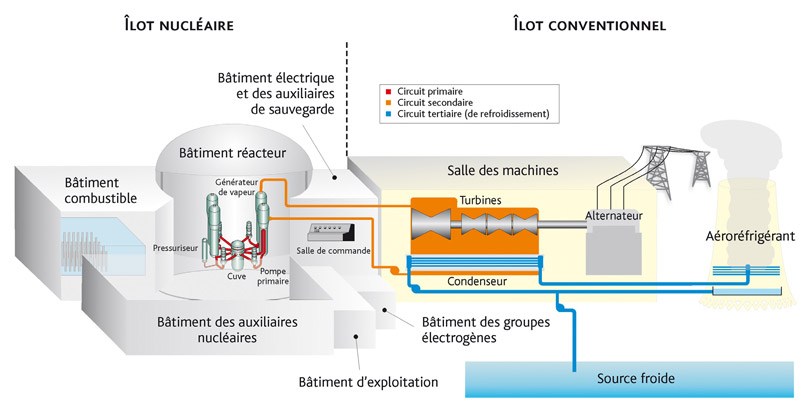 ÎLOT NUCLÉAIRE
ÎLOT CONVENTIONNEL
Bâtiment électrique
et des auxiliaires
de sauvegarde
Circuit primaire
Circuit secondaire
Circuit tertiaire (de refroidissement)
Bâtiment réacteur
Salle des machines
Bâtiment
combustible
Générateur
de vapeur
Turbines
Alternateur
Aéroréfrigérant
Pressuriseur
Salle de commande
Cuve
Pompe
primaire
Condenseur
Bâtiment des auxiliaires
nucléaires
Bâtiment des groupes
électrogènes
Bâtiment d'exploitation
Source froide